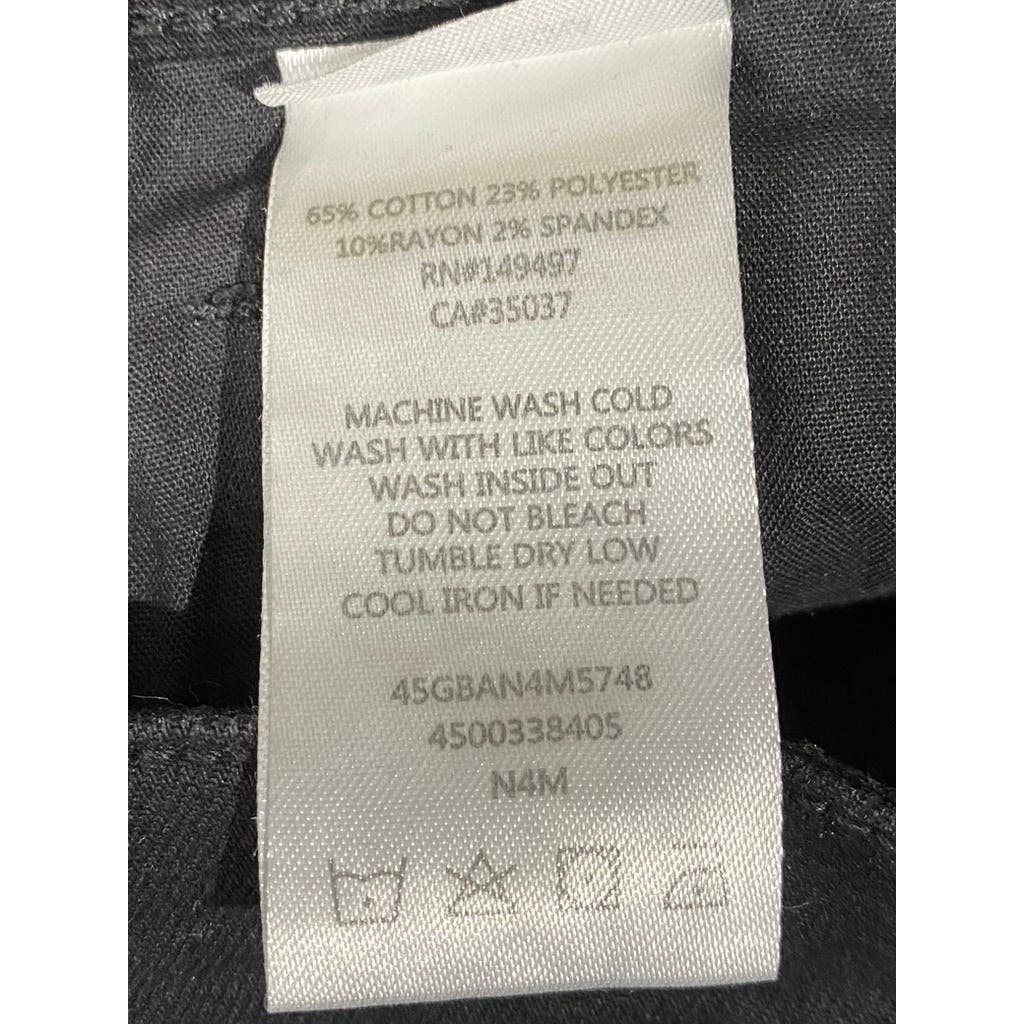 65% COTTON 23% POLYESTER
10%RAYON 2% SPANDEX
RN#149497
CA#35037
MACHINE WASH COLD
WASH WITH LIKE COLORS
WASH INSIDE OUT
DO NOT BLEACH
TUMBLE DRY LOW
COOL IRON IF NEEDED
45GBAN4M5748
4500338405
N4M